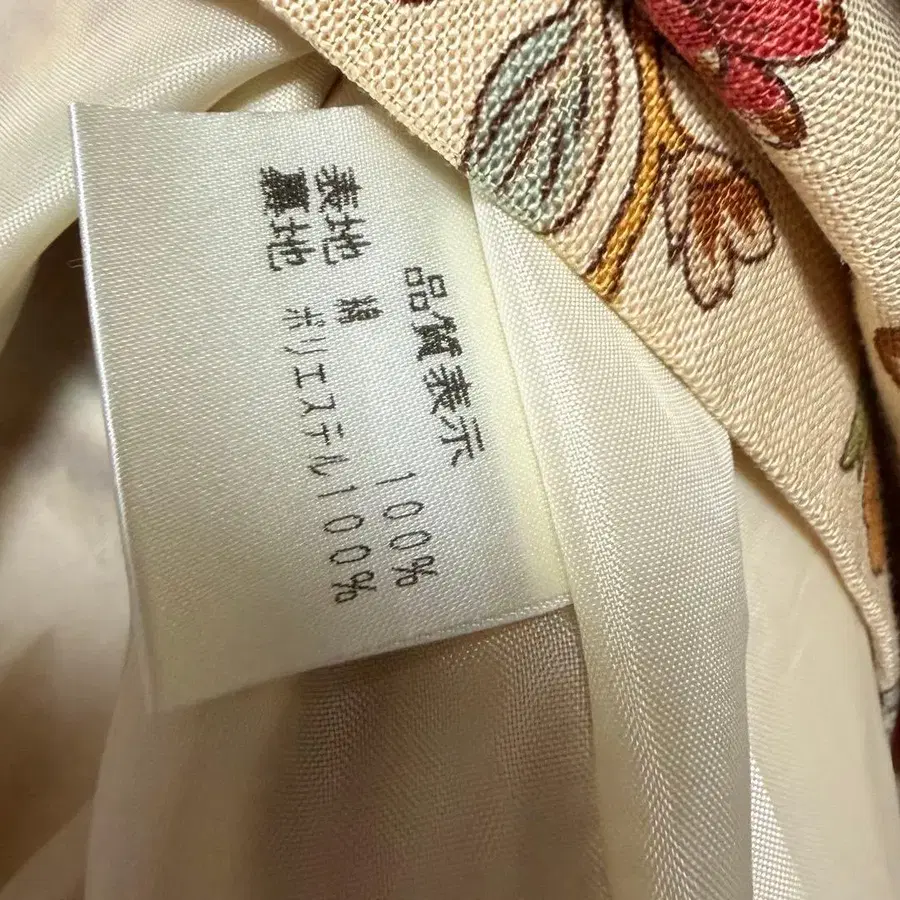 品質表示
表地 綿 100%
裏地 ポリエステル100%